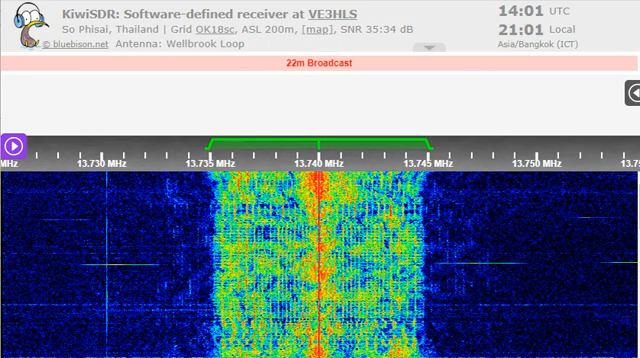 KiwiSDR: Software-defined receiver at VE3HLS
14:01 UTC
So Phisai, Thailand | Grid OK18sc, ASL 200m, [map], SNR 35:34 dB
21:01 Local
© bluebison.net Antenna: Wellbrook Loop
Asia/Bangkok (ICT)
22m Broadcast
MHz 13.730 MHz 13.735 MHz 13.740 MHz 13.745 MHz 13.750 MHz 13.75